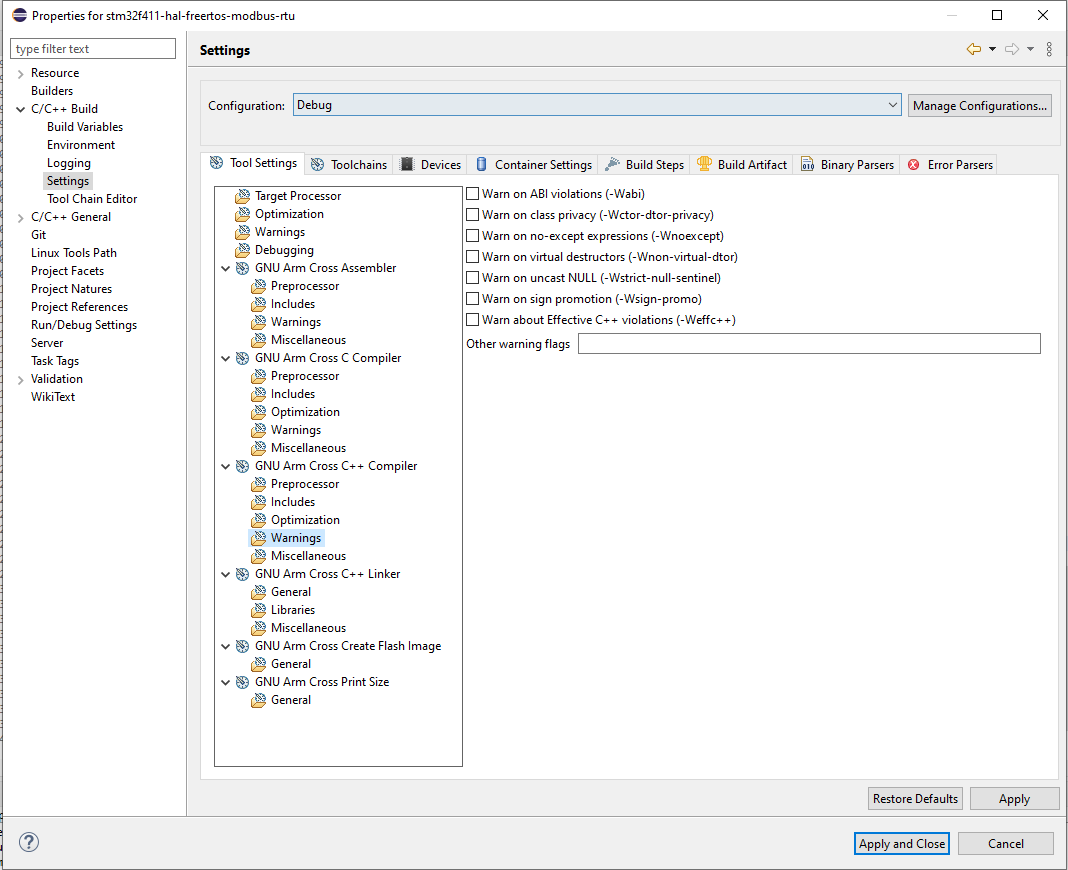 Properties for stm32f411-hal-freertos-modbus-rtu
type filter text
Resource
Builders
C/C++ Build
Build Variables
Environment
Logging
Settings
Tool Chain Editor
C/C++ General
Git
Linux Tools Path
Project Facets
Project Natures
Project References
Run/Debug Settings
Server
Task Tags
Validation
WikiText
Settings
Configuration:
Debug
Manage Configurations...
Tool Settings
Toolchains
Devices
Container Settings
Build Steps
Build Artifact
Binary Parsers
Error Parsers
Target Processor
Optimization
Warnings
Debugging
GNU Arm Cross Assembler
Preprocessor
Includes
Warnings
Miscellaneous
GNU Arm Cross C Compiler
Preprocessor
Includes
Optimization
Warnings
Miscellaneous
GNU Arm Cross C++ Compiler
Preprocessor
Includes
Optimization
Warnings
Miscellaneous
GNU Arm Cross C++ Linker
General
Libraries
Miscellaneous
GNU Arm Cross Create Flash Image
General
GNU Arm Cross Print Size
General
Warn on ABI violations (-Wabi)
Warn on class privacy (-Wctor-dtor-privacy)
Warn on no-except expressions (-Wnoexcept)
Warn on virtual destructors (-Wnon-virtual-dtor)
Warn on uncast NULL (-Wstrict-null-sentinel)
Warn on sign promotion (-Wsign-promo)
Warn about Effective C++ violations (-Weffc++)
Other warning flags
Restore Defaults
Apply
?
Apply and Close
Cancel